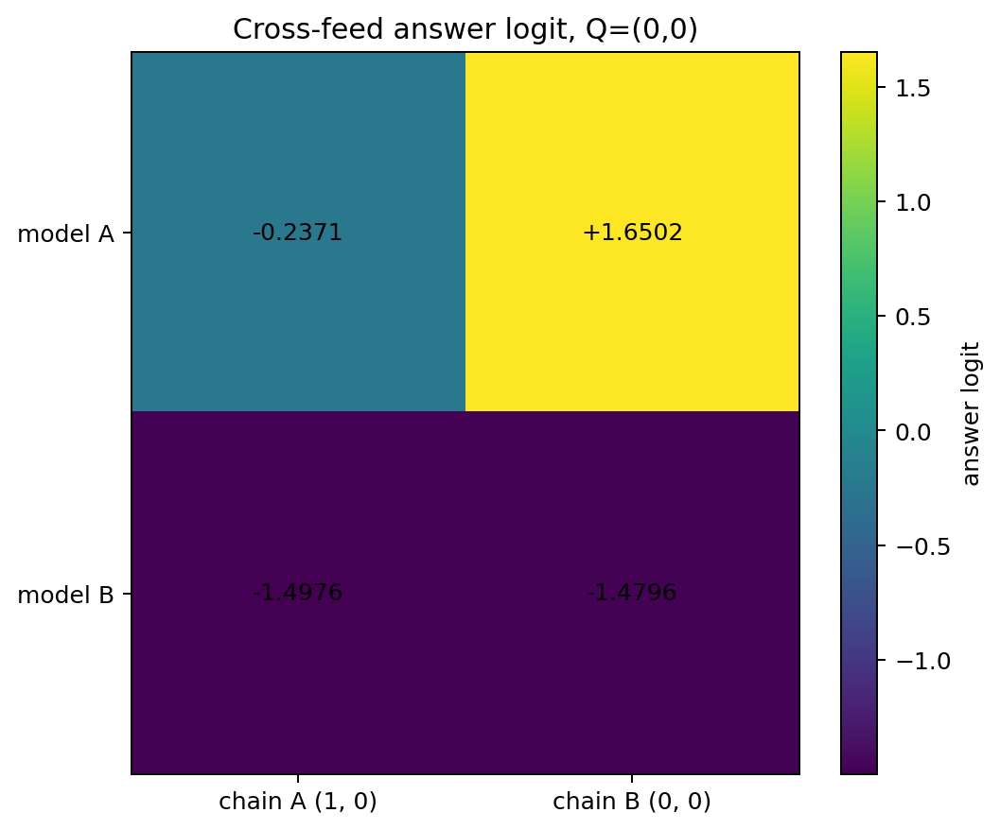 Cross-feed answer logit, Q=(0,0)
model A
-0.2371
+1.6502
model B
-1.4976
-1.4796
chain A (1, 0)
chain B (0, 0)
1.5
1.0
0.5
0.0
−0.5
−1.0
answer logit